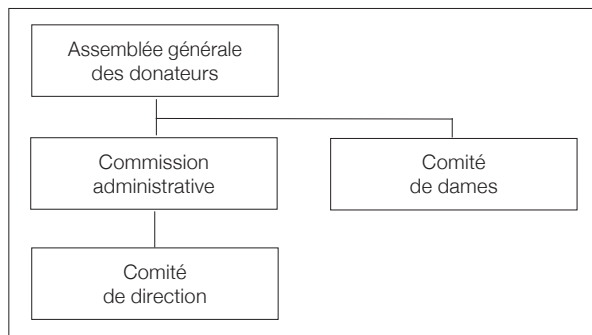 Assemblée générale
des donateurs
Commission
administrative
Comité
de dames
Comité
de direction